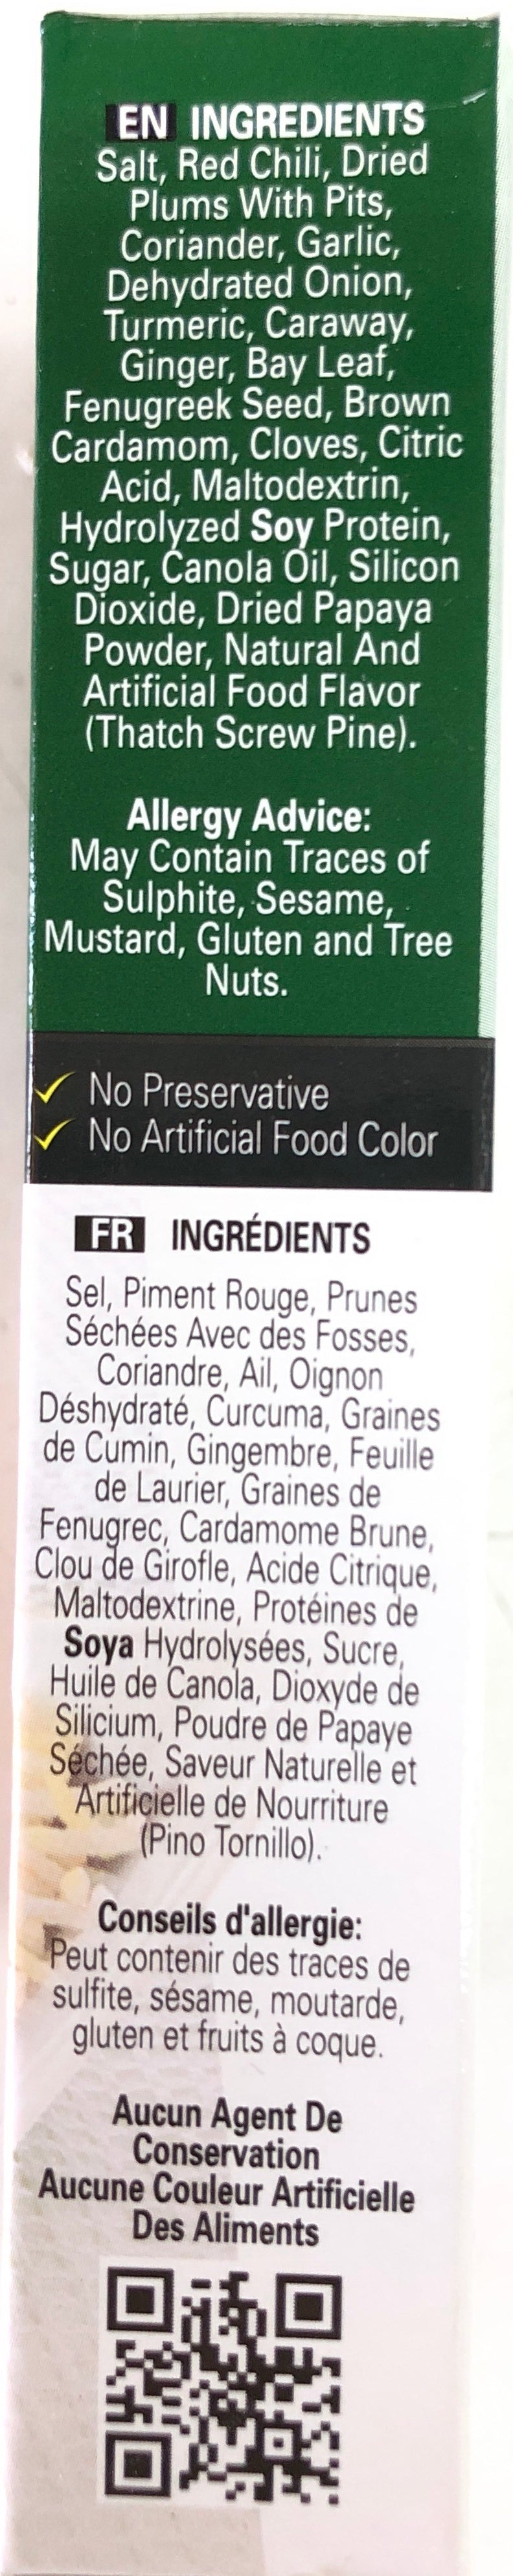 EN INGREDIENTS
Salt, Red Chili, Dried
Plums With Pits,
Coriander, Garlic,
Dehydrated Onion,
Turmeric, Caraway,
Ginger, Bay Leaf,
Fenugreek Seed, Brown
Cardamom, Cloves, Citric
Acid, Maltodextrin,
Hydrolyzed Soy Protein,
Sugar, Canola Oil, Silicon
Dioxide, Dried Papaya
Powder, Natural And
Artificial Food Flavor
(Thatch Screw Pine).
Allergy Advice:
May Contain Traces of
Sulphite, Sesame,
Mustard, Gluten and Tree
Nuts.
No Preservative
No Artificial Food Color
FR INGRÉDIENTS
Sel, Piment Rouge, Prunes
Séchées Avec des Fosses,
Coriandre, Ail, Oignon
Déshydraté, Curcuma, Graines
de Cumin, Gingembre, Feuille
de Laurier, Graines de
Fenugrec, Cardamome Brune,
Clou de Girofle, Acide Citrique,
Maltodextrine, Protéines de
Soya Hydrolysées, Sucre,
Huile de Canola, Dioxyde de
Silicium, Poudre de Papaye
Séchée, Saveur Naturelle et
Artificielle de Nourriture
(Pino Tornillo).
Conseils d'allergie:
Peut contenir des traces de
sulfite, sésame, moutarde,
gluten et fruits à coque.
Aucun Agent De
Conservation
Aucune Couleur Artificielle
Des Aliments